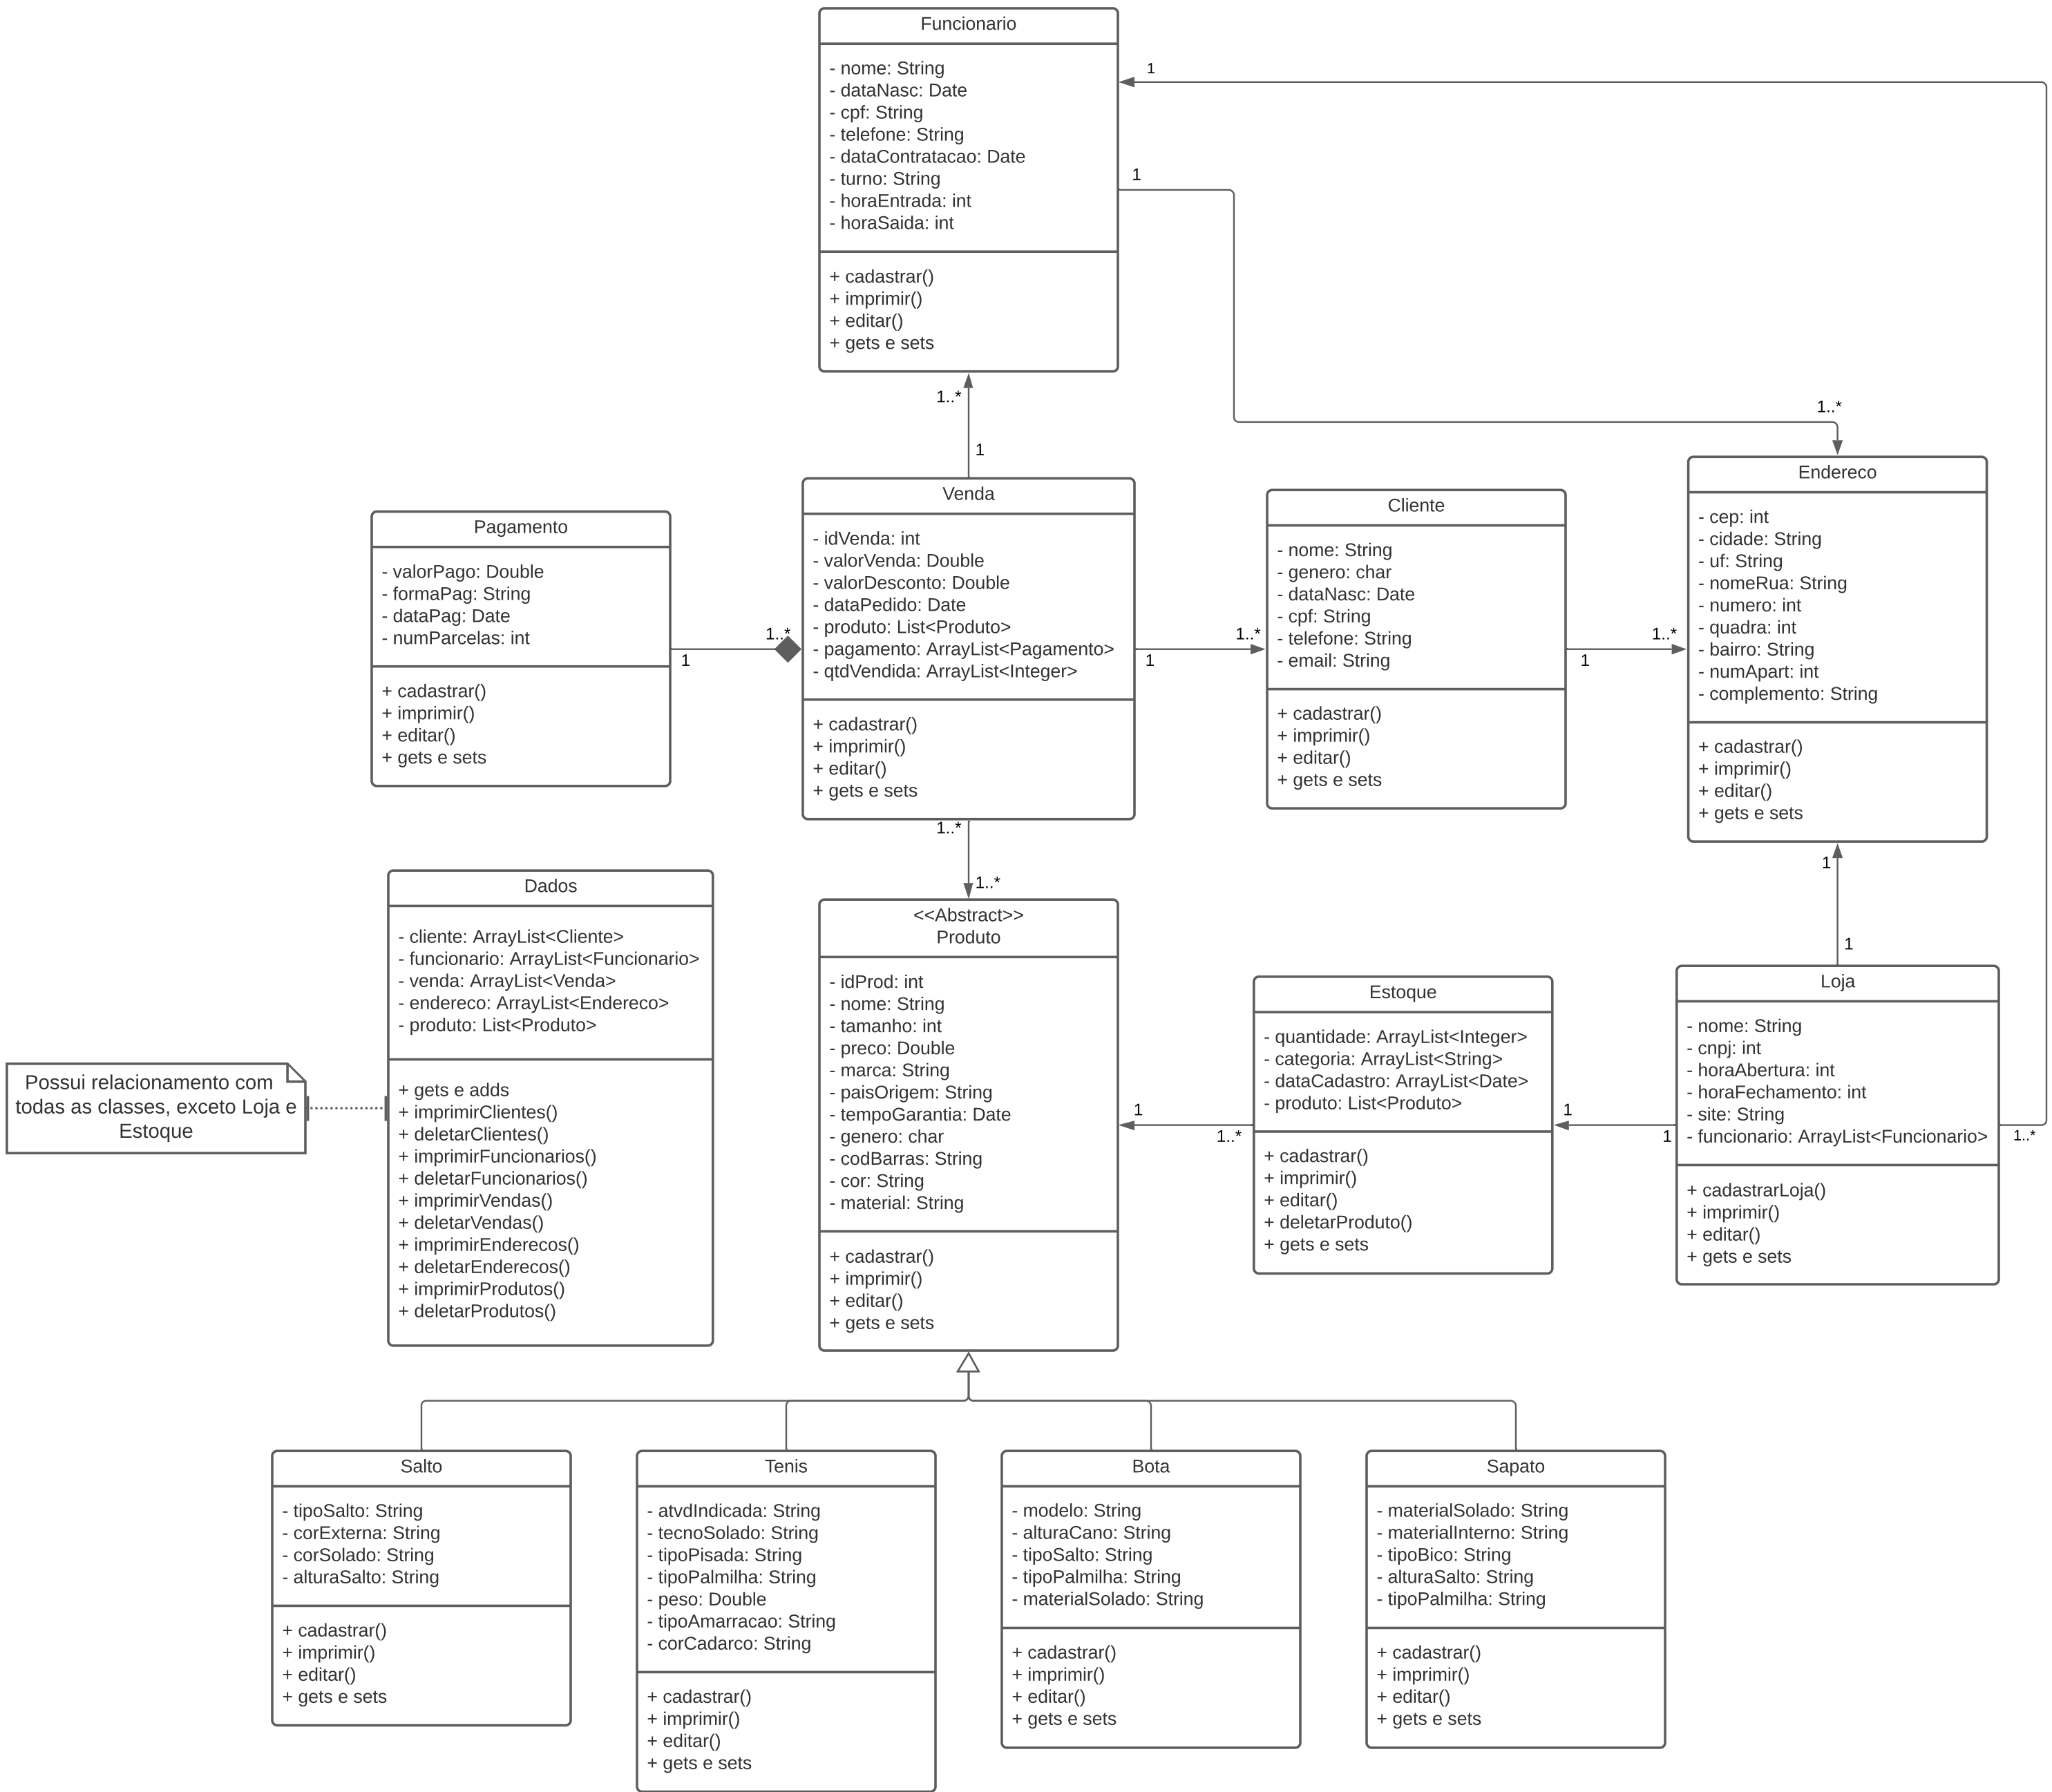 Funcionario
- nome: String
- dataNasc: Date
- cpf: String
- telefone: String
- dataContratacao: Date
- turno: String
- horaEntrada: int
- horaSaida: int
+ cadastrar()
+ imprimir()
+ editar()
+ gets e sets
1
1
1..*
1
1..*
Pagamento
- valorPago: Double
- formaPag: String
- dataPag: Date
- numParcelas: int
+ cadastrar()
+ imprimir()
+ editar()
+ gets e sets
1
1..*
Venda
- idVenda: int
- valorVenda: Double
- valorDesconto: Double
- dataPedido: Date
- produto: List<Produto>
- pagamento: ArrayList<Pagamento>
- qtdVendida: ArrayList<Integer>
+ cadastrar()
+ imprimir()
+ editar()
+ gets e sets
1
1..*
Cliente
- nome: String
- genero: char
- dataNasc: Date
- cpf: String
- telefone: String
- email: String
+ cadastrar()
+ imprimir()
+ editar()
+ gets e sets
1
1..*
Endereco
- cep: int
- cidade: String
- uf: String
- nomeRua: String
- numero: int
- quadra: int
- bairro: String
- numApart: int
- complemento: String
+ cadastrar()
+ imprimir()
+ editar()
+ gets e sets
1..*
1..*
1
1
Possui relacionamento com
todas as classes, exceto Loja e
Estoque
Dados
- cliente: ArrayList<Cliente>
- funcionario: ArrayList<Funcionario>
- venda: ArrayList<Venda>
- endereco: ArrayList<Endereco>
- produto: List<Produto>
+ gets e adds
+ imprimirClientes()
+ deletarClientes()
+ imprimirFuncionarios()
+ deletarFuncionarios()
+ imprimirVendas()
+ deletarVendas()
+ imprimirEnderecos()
+ deletarEnderecos()
+ imprimirProdutos()
+ deletarProdutos()
<<Abstract>>
Produto
- idProd: int
- nome: String
- tamanho: int
- preco: Double
- marca: String
- paisOrigem: String
- tempoGarantia: Date
- genero: char
- codBarras: String
- cor: String
- material: String
+ cadastrar()
+ imprimir()
+ editar()
+ gets e sets
1
1..*
Estoque
- quantidade: ArrayList<Integer>
- categoria: ArrayList<String>
- dataCadastro: ArrayList<Date>
- produto: List<Produto>
+ cadastrar()
+ imprimir()
+ editar()
+ deletarProduto()
+ gets e sets
1
1
Loja
- nome: String
- cnpj: int
- horaAbertura: int
- horaFechamento: int
- site: String
- funcionario: ArrayList<Funcionario>
+ cadastrarLoja()
+ imprimir()
+ editar()
+ gets e sets
1..*
Salto
- tipoSalto: String
- corExterna: String
- corSolado: String
- alturaSalto: String
+ cadastrar()
+ imprimir()
+ editar()
+ gets e sets
Tenis
- atvdIndicada: String
- tecnoSolado: String
- tipoPisada: String
- tipoPalmilha: String
- peso: Double
- tipoAmarracao: String
- corCadarco: String
+ cadastrar()
+ imprimir()
+ editar()
+ gets e sets
Bota
- modelo: String
- alturaCano: String
- tipoSalto: String
- tipoPalmilha: String
- materialSolado: String
+ cadastrar()
+ imprimir()
+ editar()
+ gets e sets
Sapato
- materialSolado: String
- materialInterno: String
- tipoBico: String
- alturaSalto: String
- tipoPalmilha: String
+ cadastrar()
+ imprimir()
+ editar()
+ gets e sets